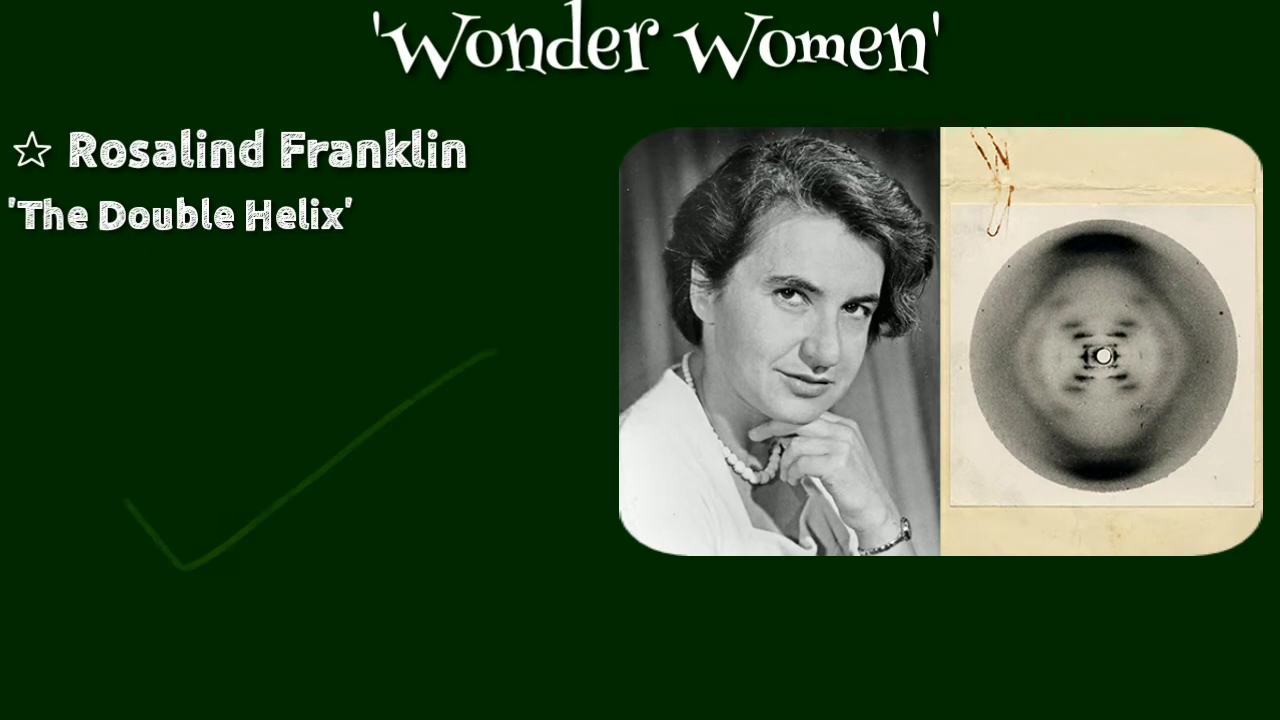 'Wonder Women'
☆ Rosalind Franklin
'The Double Helix'